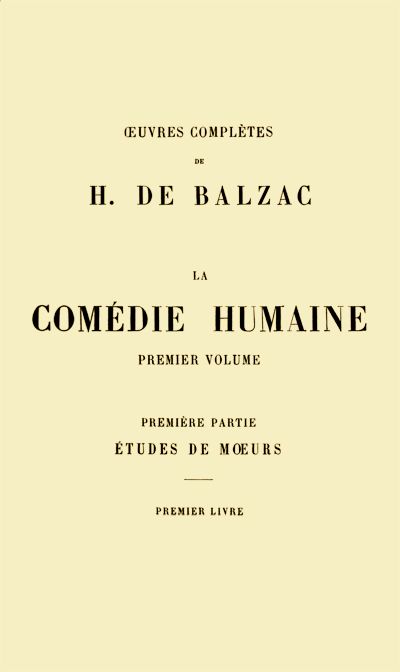 ŒUVRES COMPLÈTES
DE
H. DE BALZAC
LA
COMÉDIE HUMAINE
PREMIER VOLUME
PREMIÈRE PARTIE
ÉTUDES DE MŒURS
PREMIER LIVRE